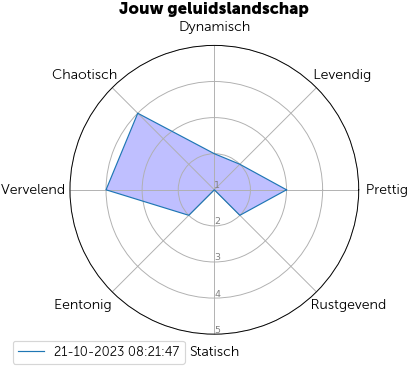 Jouw geluidslandschap
Dynamisch
Chaotisch
Levendig
Vervelend
1
Prettig
2
3
4
Eentonig
Rustgevend
5
21-10-2023 08:21:47
Statisch